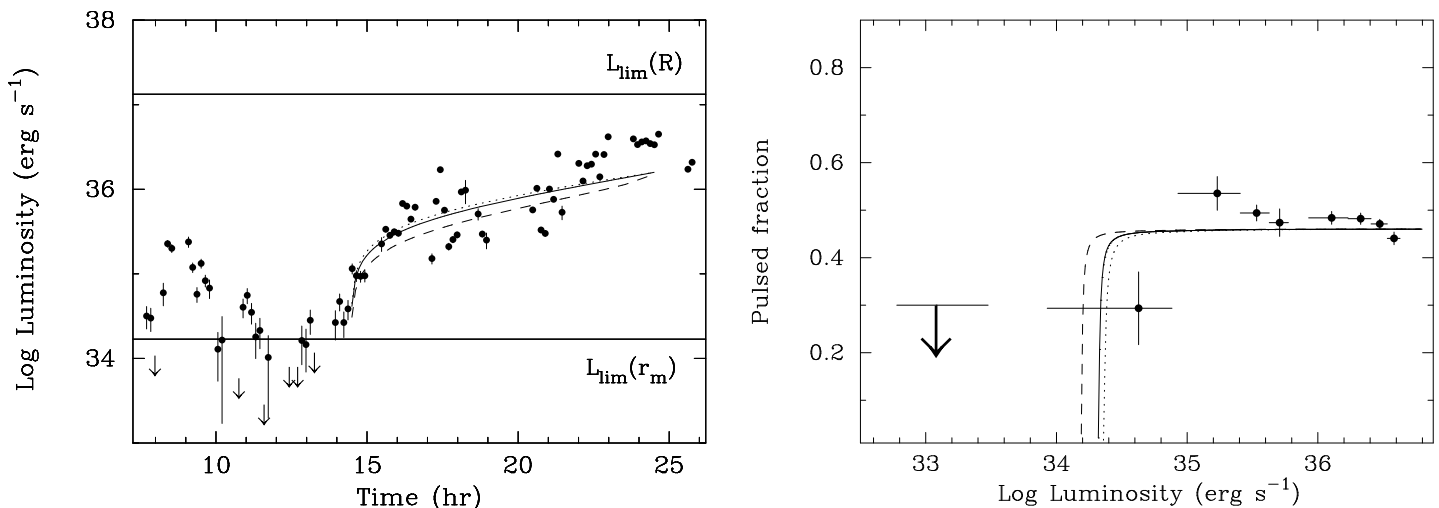 38
36
34
Log Luminosity (erg s⁻¹)
L_lim(R)
L_lim(r_m)
10 15 20 25
Time (hr)
0.8
0.6
0.4
0.2
Pulsed fraction
33 34 35 36
Log Luminosity (erg s⁻¹)